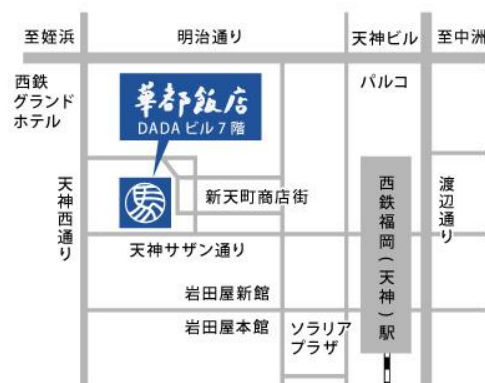 至姪浜
明治通り
天神ビル
至中洲
西鉄
グランド
ホテル
華都飯店
DADAビル7階
パルコ
馬
新天町商店街
天神西通り
西鉄福岡(天神)駅
渡辺通り
天神サザン通り
岩田屋新館
岩田屋本館
ソラリア
プラザ